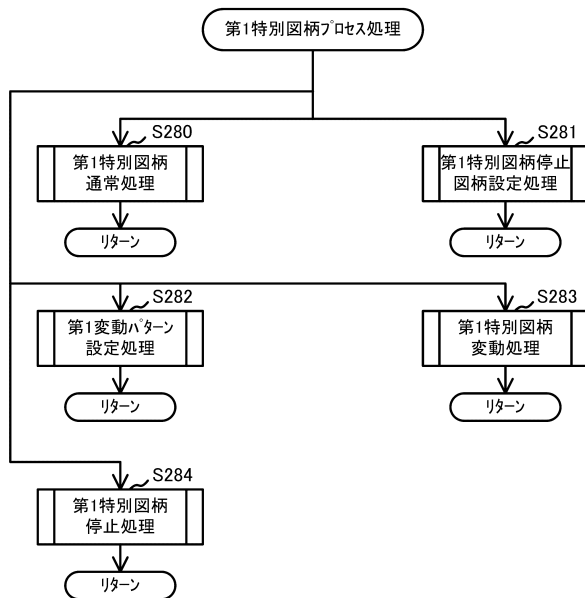 第1特別図柄プロセス処理
S280
第1特別図柄
通常処理
リターン
S281
第1特別図柄停止
図柄設定処理
リターン
S282
第1変動パターン
設定処理
リターン
S283
第1特別図柄
変動処理
リターン
S284
第1特別図柄
停止処理
リターン